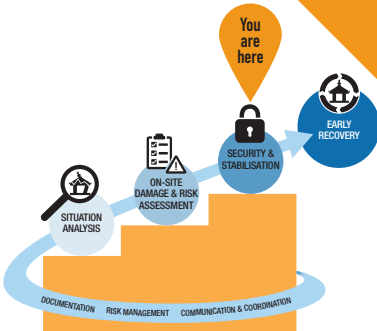 You
are
here
EARLY
RECOVERY
SECURITY &
STABILISATION
ON-SITE
DAMAGE & RISK
ASSESSMENT
SITUATION
ANALYSIS
DOCUMENTATION RISK MANAGEMENT COMMUNICATION & COORDINATION